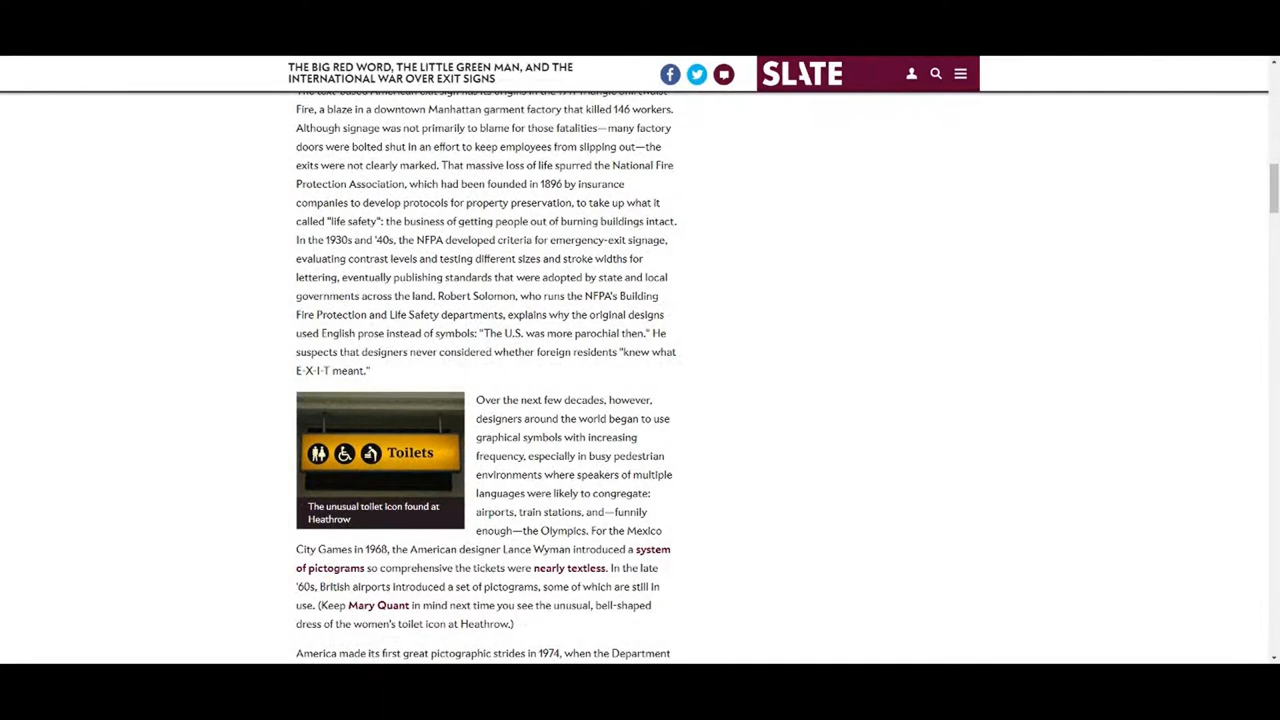 THE BIG RED WORD, THE LITTLE GREEN MAN, AND THE
INTERNATIONAL WAR OVER EXIT SIGNS
SLATE
Fire, a blaze in a downtown Manhattan garment factory that killed 146 workers.
Although signage was not primarily to blame for those fatalities—many factory
doors were bolted shut in an effort to keep employees from slipping out—the
exits were not clearly marked. That massive loss of life spurred the National Fire
Protection Association, which had been founded in 1896 by insurance
companies to develop protocols for property preservation, to take up what it
called "life safety": the business of getting people out of burning buildings intact.
In the 1930s and '40s, the NFPA developed criteria for emergency-exit signage,
evaluating contrast levels and testing different sizes and stroke widths for
lettering, eventually publishing standards that were adopted by state and local
governments across the land. Robert Solomon, who runs the NFPA's Building
Fire Protection and Life Safety departments, explains why the original designs
used English prose instead of symbols: "The U.S. was more parochial then." He
suspects that designers never considered whether foreign residents "knew what
E-X-I-T meant."
Toilets
The unusual toilet icon found at
Heathrow
Over the next few decades, however,
designers around the world began to use
graphical symbols with increasing
frequency, especially in busy pedestrian
environments where speakers of multiple
languages were likely to congregate:
airports, train stations, and—funnily
enough—the Olympics. For the Mexico
City Games in 1968, the American designer Lance Wyman introduced a system
of pictograms so comprehensive the tickets were nearly textless. In the late
'60s, British airports introduced a set of pictograms, some of which are still in
use. (Keep Mary Quant in mind next time you see the unusual, bell-shaped
dress of the women's toilet icon at Heathrow.)
America made its first great pictographic strides in 1974, when the Department